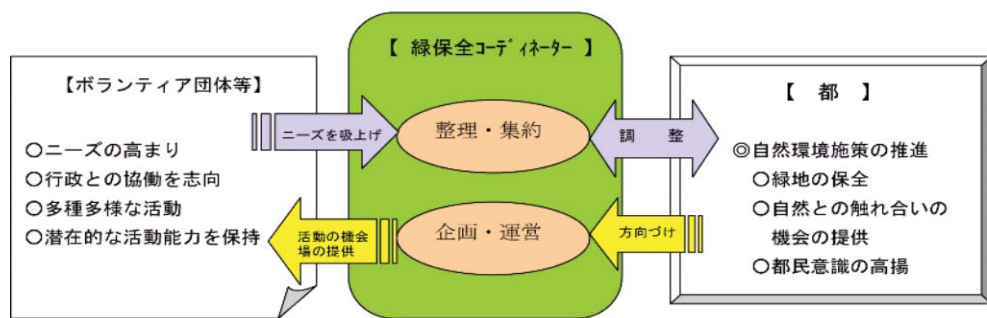 【ボランティア団体等】
○ニーズの高まり
○行政との協働を志向
○多種多様な活動
○潜在的な活動能力を保持
【 緑保全ｺｰﾃﾞｨﾈｰﾀｰ 】
ニーズを吸上げ
整理・集約
調　整
活動の機会
場の提供
企画・運営
方向づけ
【　都　】
◎自然環境施策の推進
○緑地の保全
○自然との触れ合いの
機会の提供
○都民意識の高揚